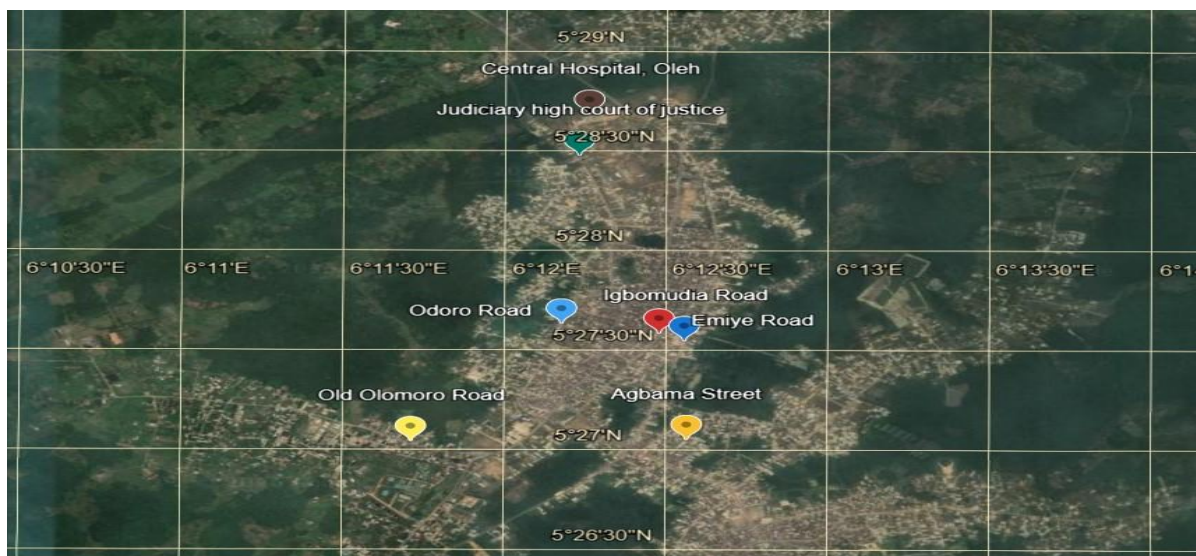 5°29'N
Central Hospital, Oleh
Judiciary high court of justice
5°28'30"N
5°28'N
6°10'30"E 6°11'E 6°11'30"E 6°12'E 6°12'30"E 6°13'E 6°13'30"E
Igbomudia Road
Odoro Road
Emiye Road
5°27'30"N
Old Olomoro Road
Agbama Street
5°27'N
5°26'30"N